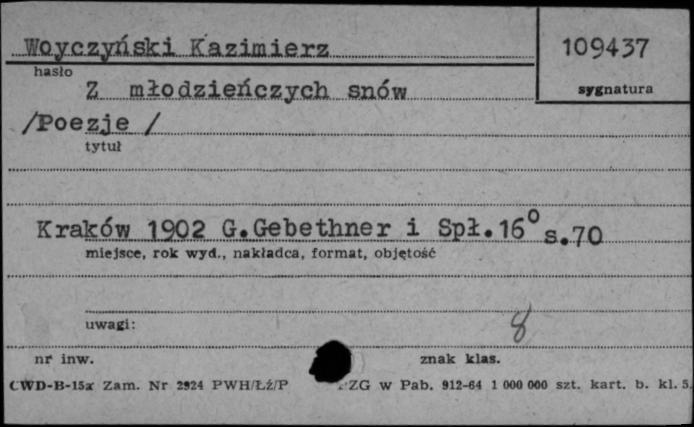 Woyczyński Kazimierz
109437
hasło
sygnatura
Z młodzieńczych snów
/Poezje /
tytuł
Kraków 1902 G.Gebethner i Spł.16° s.70
miejsce, rok wyd., nakładca, format, objętość
uwagi:
8
nr inw.
znak klas.
CWD-B-15a Zam. Nr 2924 PWH/Łź/P ZG w Pab. 912-64 1 000 000 szt. kart. b. kl. 5.